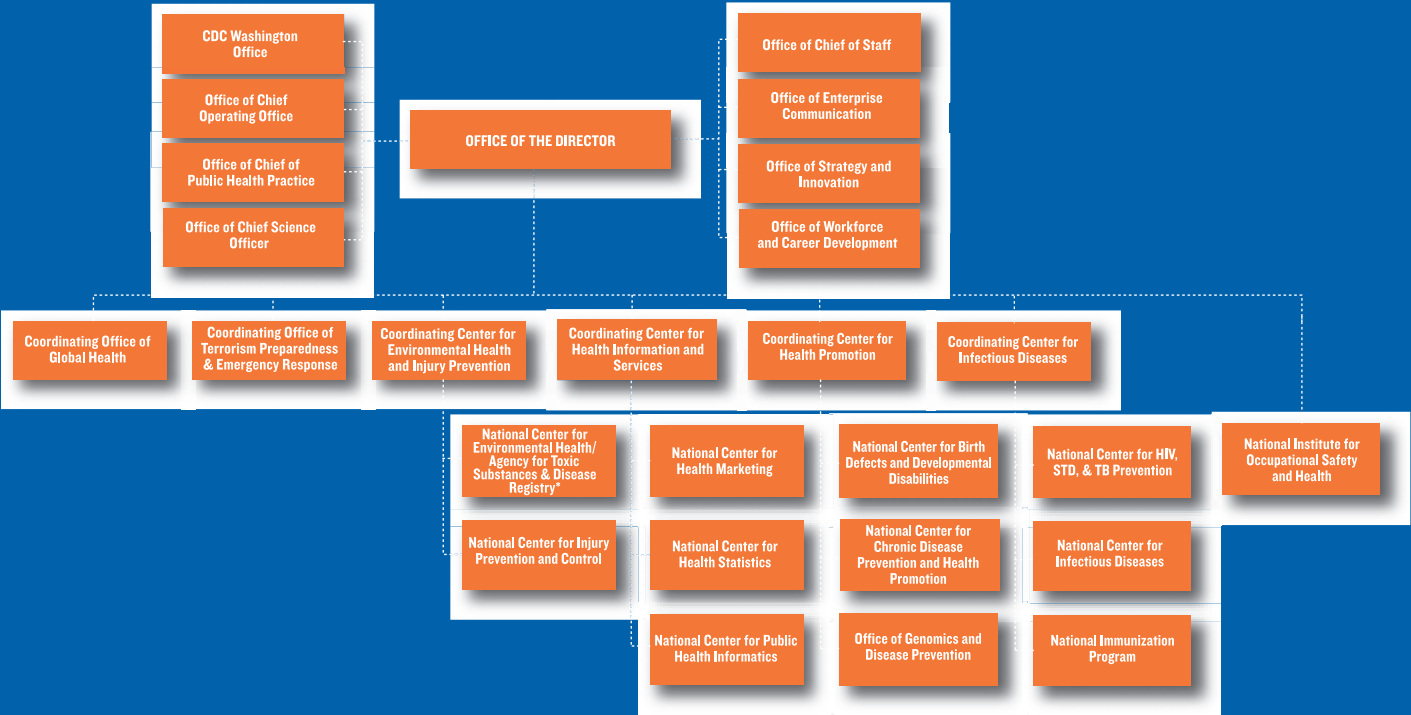 CDC Washington
Office
Office of Chief
Operating Office
Office of Chief of
Public Health Practice
Office of Chief Science
Officer
OFFICE OF THE DIRECTOR
Office of Chief of Staff
Office of Enterprise
Communication
Office of Strategy and
Innovation
Office of Workforce
and Career Development
Coordinating Office of
Global Health
Coordinating Office of
Terrorism Preparedness
& Emergency Response
Coordinating Center for
Environmental Health
and Injury Prevention
Coordinating Center for
Health Information and
Services
Coordinating Center for
Health Promotion
Coordinating Center for
Infectious Diseases
National Center for
Environmental Health/
Agency for Toxic
Substances & Disease
Registry*
National Center for
Health Marketing
National Center for Birth
Defects and Developmental
Disabilities
National Center for HIV,
STD, & TB Prevention
National Institute for
Occupational Safety
and Health
National Center for Injury
Prevention and Control
National Center for
Health Statistics
National Center for
Chronic Disease
Prevention and Health
Promotion
National Center for
Infectious Diseases
National Center for Public
Health Informatics
Office of Genomics and
Disease Prevention
National Immunization
Program